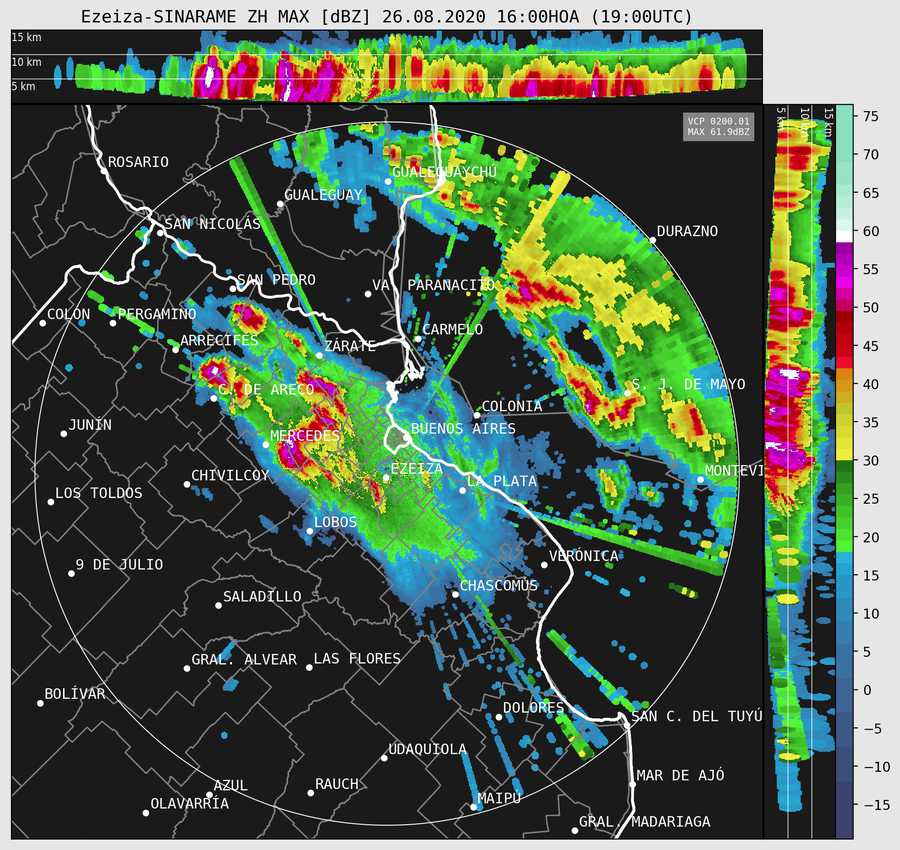 Ezeiza-SINARAME ZH MAX [dBZ] 26.08.2020 16:00HOA (19:00UTC)
15 km
10 km
5 km
5 km
10 km
15 km
VCP 0200.01
MAX 61.9dBZ
ROSARIO
GUALEGUAYCHÚ
GUALEGUAY
SAN NICOLÁS
DURAZNO
SAN PEDRO
VA. PARANACITO
COLÓN
PERGAMINO
CARMELO
ARRECIFES
ZÁRATE
C. DE ARECO
S. J. DE MAYO
COLONIA
JUNÍN
MERCEDES
BUENOS AIRES
EZEIZA
MONTEVI
CHIVILCOY
LA PLATA
LOS TOLDOS
LOBOS
VERÓNICA
9 DE JULIO
CHASCOMÚS
SALADILLO
GRAL. ALVEAR
LAS FLORES
BOLÍVAR
DOLORES
SAN C. DEL TUYÚ
UDAQUIOLA
MAR DE AJÓ
AZUL
RAUCH
OLAVARRÍA
MAIPÚ
GRAL. MADARIAGA
75
70
65
60
55
50
45
40
35
30
25
20
15
10
5
0
−5
−10
−15